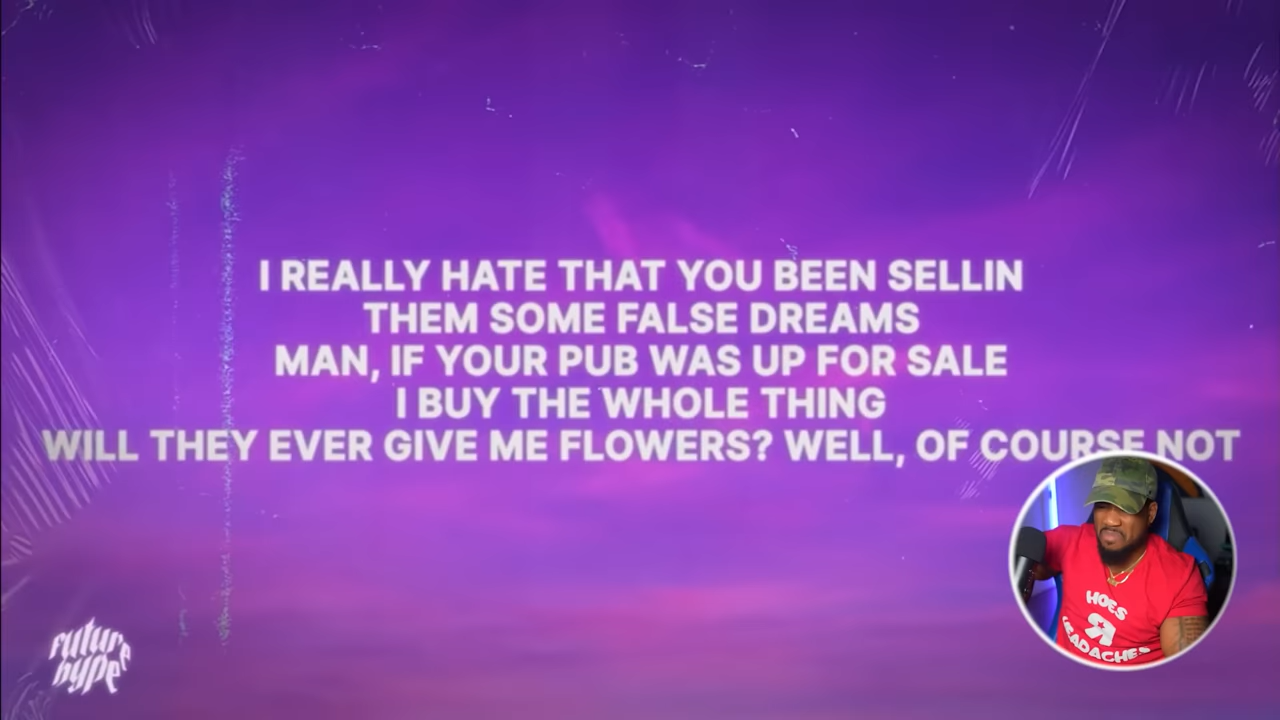 I REALLY HATE THAT YOU BEEN SELLIN
THEM SOME FALSE DREAMS
MAN, IF YOUR PUB WAS UP FOR SALE
I BUY THE WHOLE THING
WILL THEY EVER GIVE ME FLOWERS? WELL, OF COURSE NOT
HOES
R
HEADACHES
future
hype